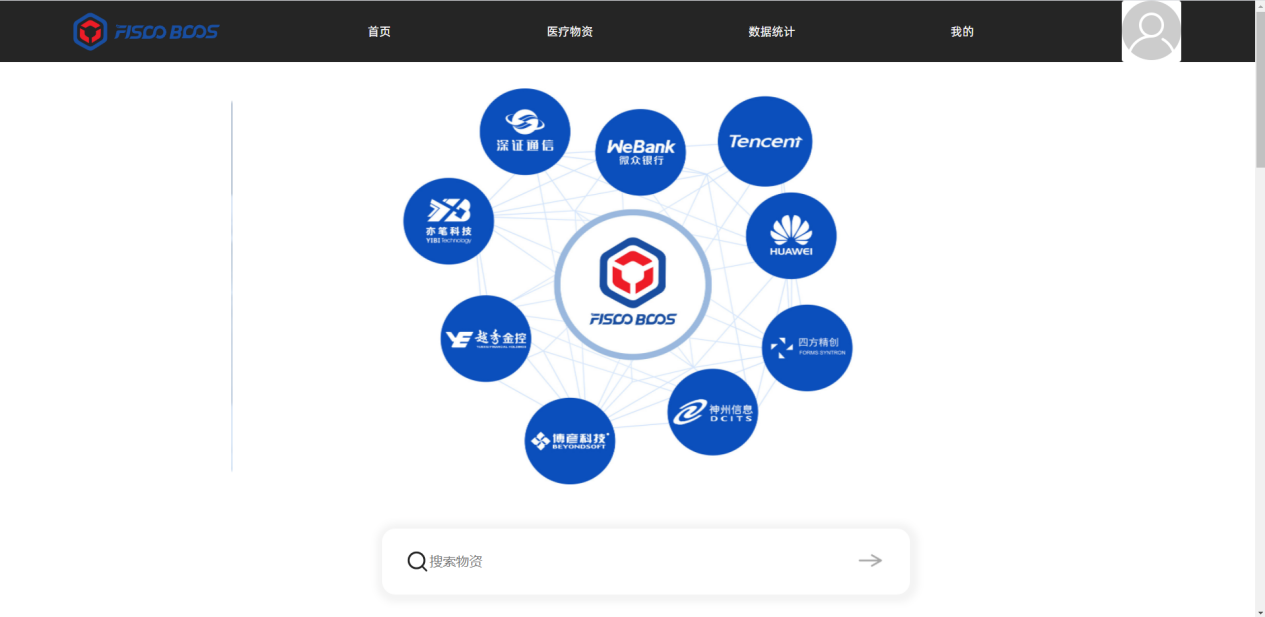 FISCO BCOS
首页
医疗物资
数据统计
我的
深证通信
WeBank
微众银行
Tencent
亦笔科技
YIBI Technology
HUAWEI
FISCO BCOS
越秀金控
四方精创
FORMS SYNTRON
神州信息
DCITS
博彦科技
BEYONDSOFT
搜索物资